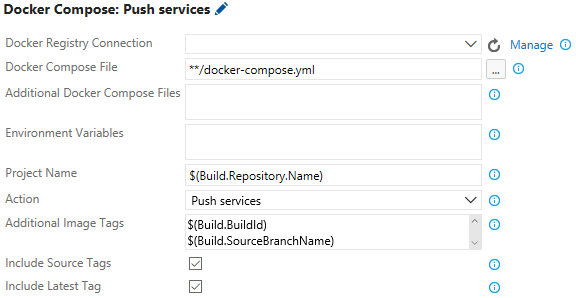 Docker Compose: Push services
Docker Registry Connection
Manage
Docker Compose File
**/docker-compose.yml
...
Additional Docker Compose Files
Environment Variables
Project Name
$(Build.Repository.Name)
Action
Push services
Additional Image Tags
$(Build.BuildId)
$(Build.SourceBranchName)
Include Source Tags
Include Latest Tag